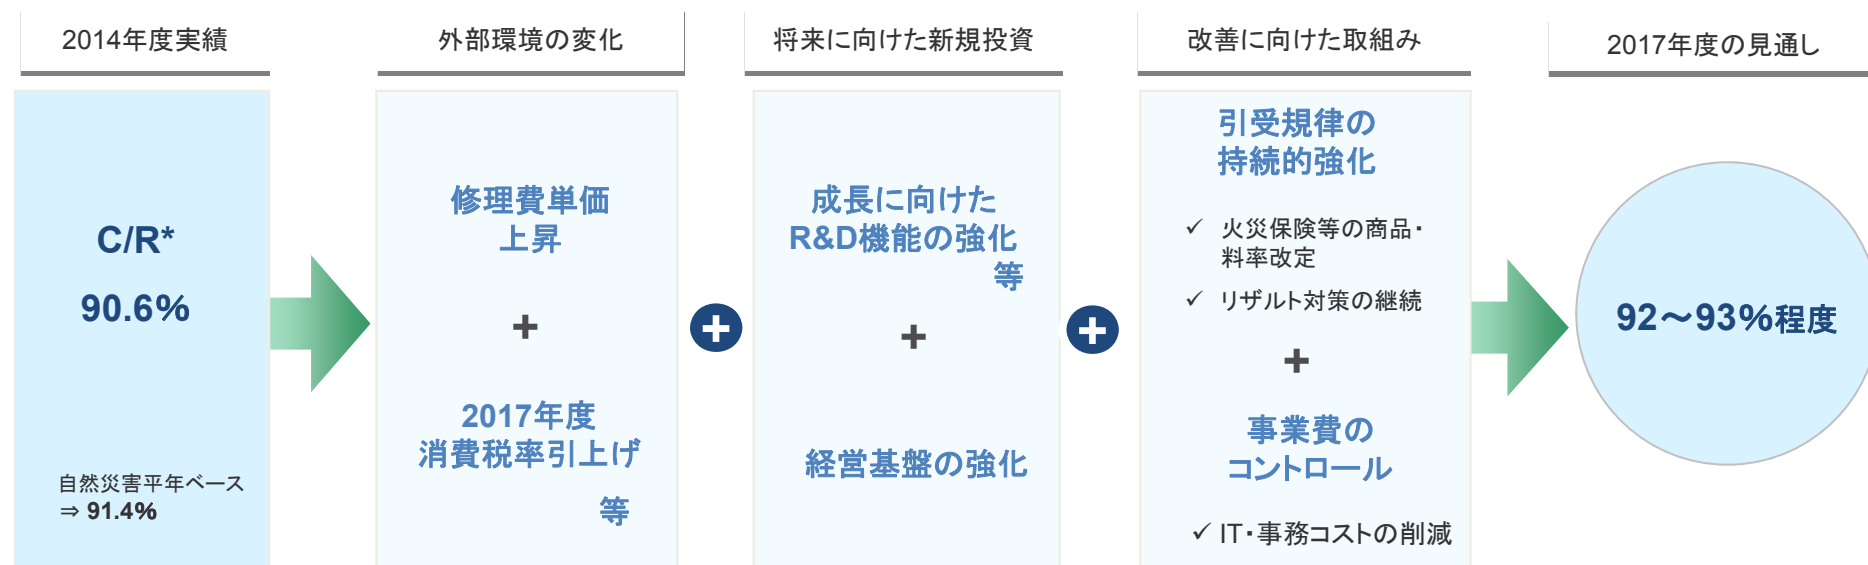 2014年度実績
C/R*
90.6%
自然災害平年ベース
⇒ 91.4%
外部環境の変化
修理費単価
上昇
+
2017年度
消費税率引上げ
等
+
将来に向けた新規投資
成長に向けた
R&D機能の強化
等
+
経営基盤の強化
+
改善に向けた取組み
引受規律の
持続的強化
✓ 火災保険等の商品・
料率改定
✓ リザルト対策の継続
+
事業費の
コントロール
✓ IT・事務コストの削減
2017年度の見通し
92～93%程度